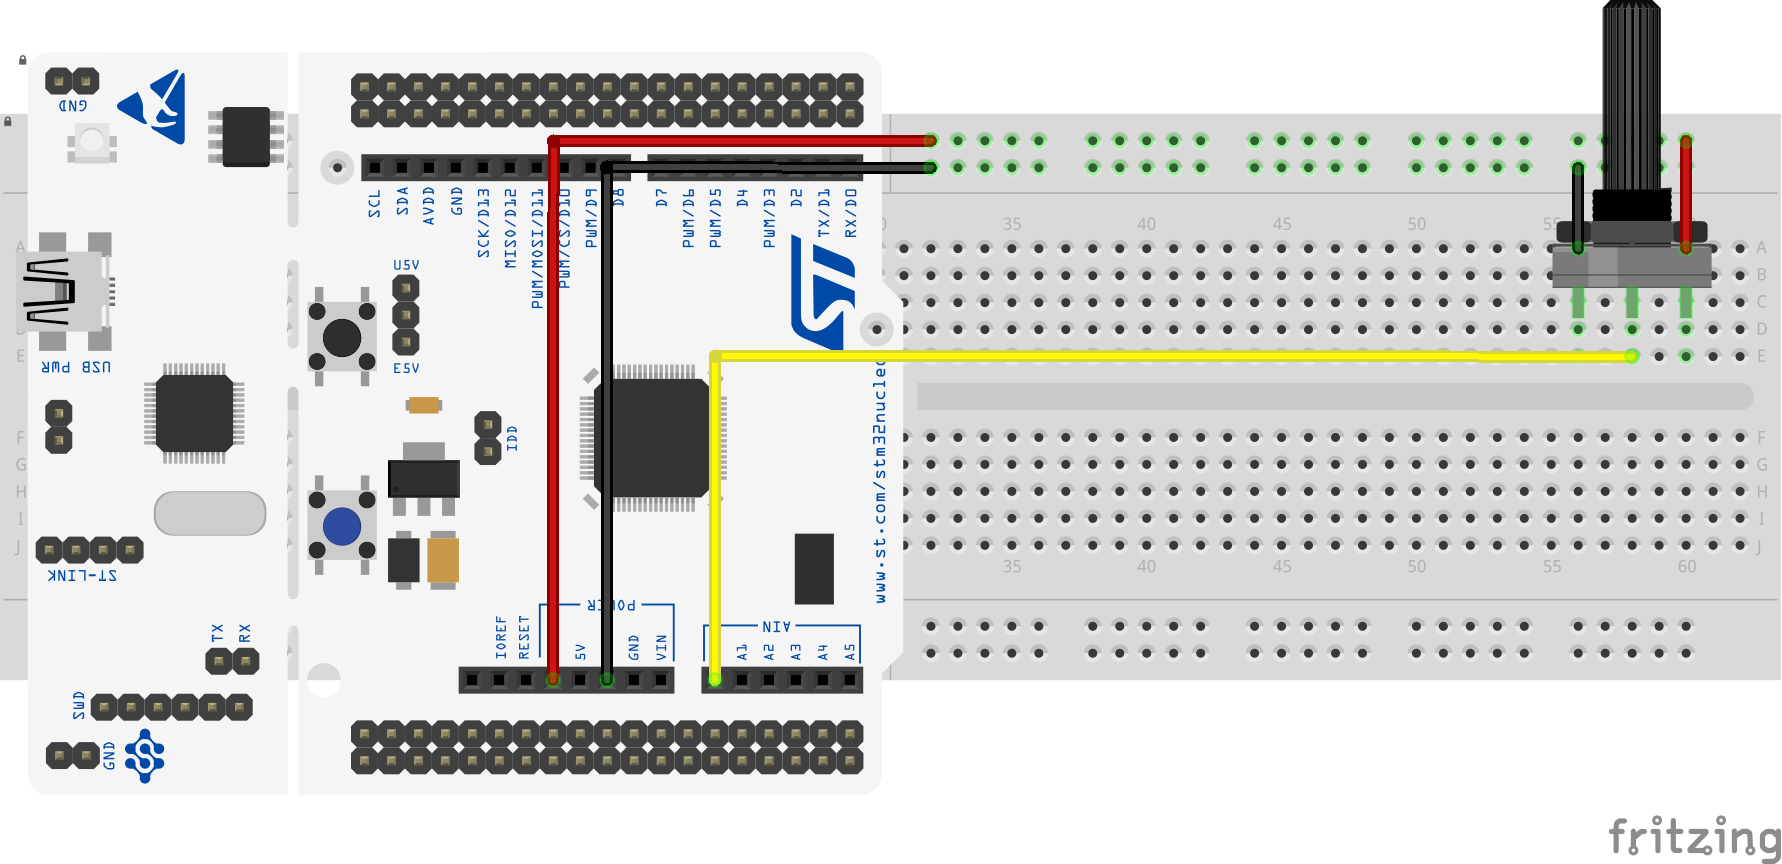 GND
SCL
SDA
AVDD
GND
SCK/D13
MISO/D12
PWM/MOSI/D11
PWM/CS/D10
PWM/D9
D8
D7
PWM/D6
PWM/D5
D4
PWM/D3
D2
TX/D1
RX/D0
35
40
45
50
55
A
B
C
D
E
A
B
E
U5V
E5V
USB PWR
IDD
ST
www.st.com/stm32nucleo
F
G
H
I
J
F
G
H
I
J
35
40
45
50
55
60
ST-LINK
TX
RX
SWD
GND
IOREF
RESET
POWER
5V
GND
VIN
AIN
A1
A2
A3
A4
A5
fritzing